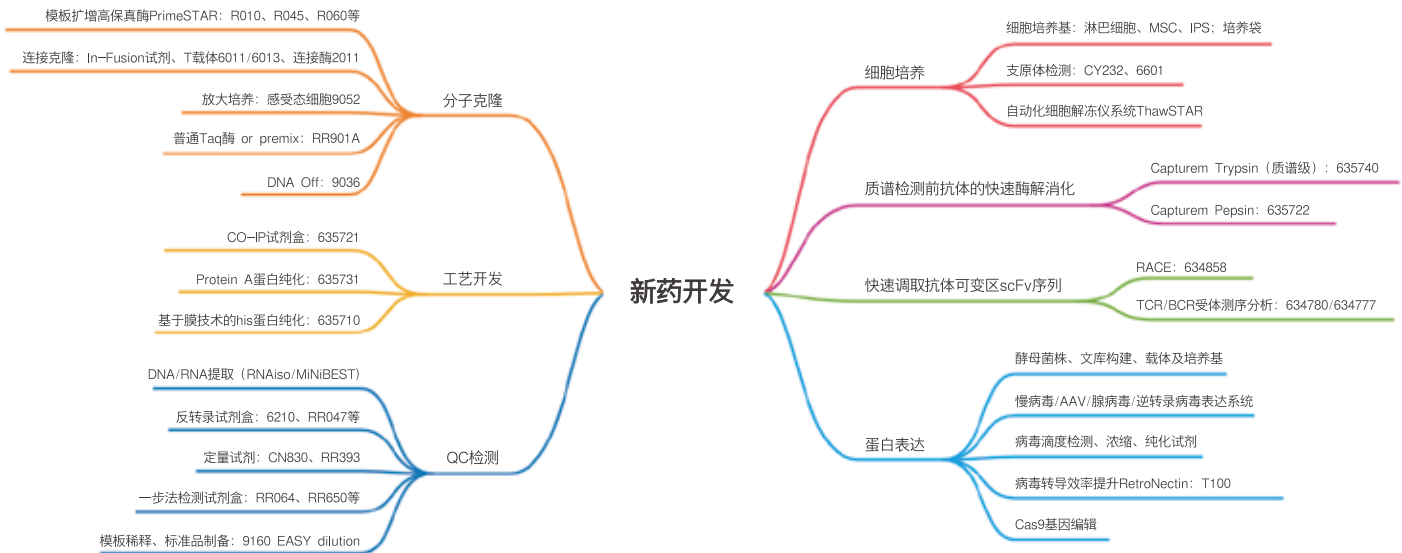 新药开发
分子克隆
模板扩增高保真酶PrimeSTAR：R010、R045、R060等
连接克隆：In-Fusion试剂、T载体6011/6013、连接酶2011
放大培养：感受态细胞9052
普通Taq酶 or premix：RR901A
DNA Off：9036
工艺开发
CO-IP试剂盒：635721
Protein A蛋白纯化：635731
基于膜技术的his蛋白纯化：635710
QC检测
DNA/RNA提取（RNAiso/MiNiBEST）
反转录试剂盒：6210、RR047等
定量试剂：CN830、RR393
一步法检测试剂盒：RR064、RR650等
模板稀释、标准品制备：9160 EASY dilution
细胞培养
细胞培养基：淋巴细胞、MSC、IPS；培养袋
支原体检测：CY232、6601
自动化细胞解冻仪系统ThawSTAR
质谱检测前抗体的快速酶解消化
Capturem Trypsin（质谱级）：635740
Capturem Pepsin：635722
快速调取抗体可变区scFv序列
RACE：634858
TCR/BCR受体测序分析：634780/634777
蛋白表达
酵母菌株、文库构建、载体及培养基
慢病毒/AAV/腺病毒/逆转录病毒表达系统
病毒滴度检测、浓缩、纯化试剂
病毒转导效率提升RetroNectin：T100
Cas9基因编辑